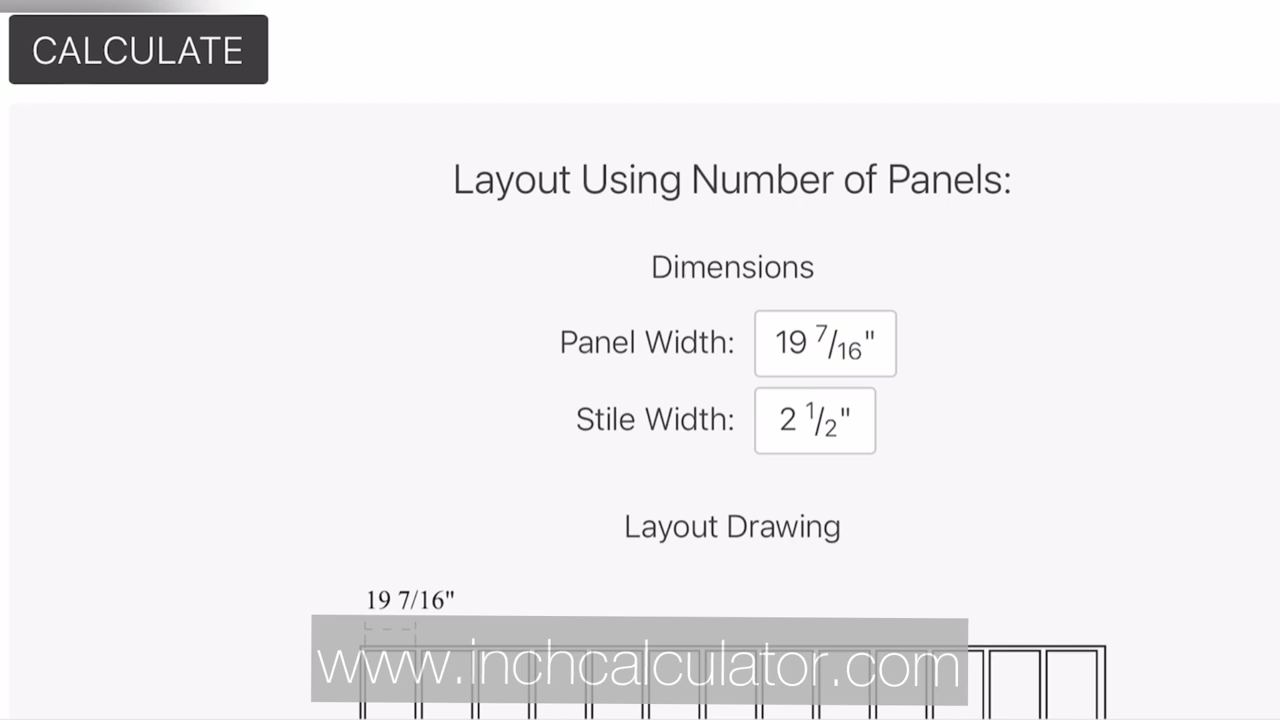 CALCULATE
Layout Using Number of Panels:
Dimensions
Panel Width: 19 7/16"
Stile Width: 2 1/2"
Layout Drawing
19 7/16"
www.inchcalculator.com